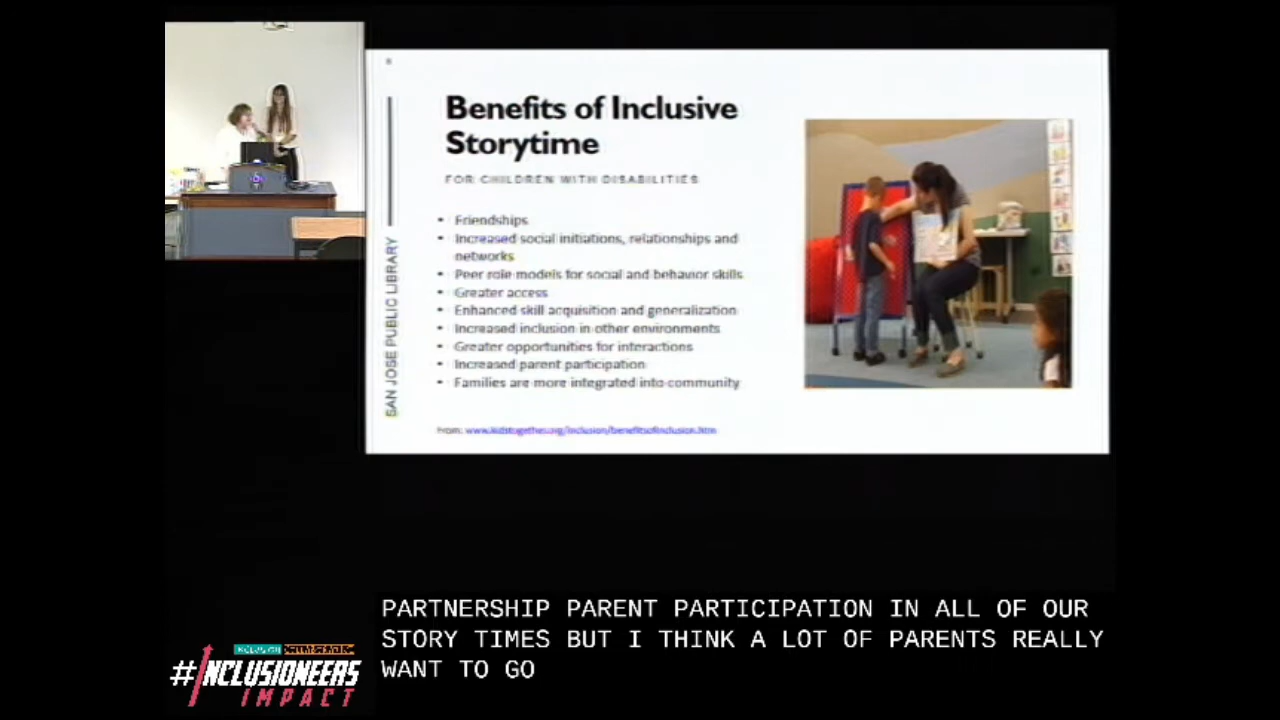 Benefits of Inclusive
Storytime
FOR CHILDREN WITH DISABILITIES
• Friendships
• Increased social initiations, relationships and
networks
• Peer role models for social and behavior skills
• Greater access
• Enhanced skill acquisition and generalization
• Increased inclusion in other environments
• Greater opportunities for interactions
• Increased parent participation
• Families are more integrated into community
From: www.kidstogether.org/inclusion/benefitsofinclusion.htm
SAN JOSE PUBLIC LIBRARY
PARTNERSHIP PARENT PARTICIPATION IN ALL OF OUR
STORY TIMES BUT I THINK A LOT OF PARENTS REALLY
WANT TO GO
#INCLUSIONEERS
IMPACT